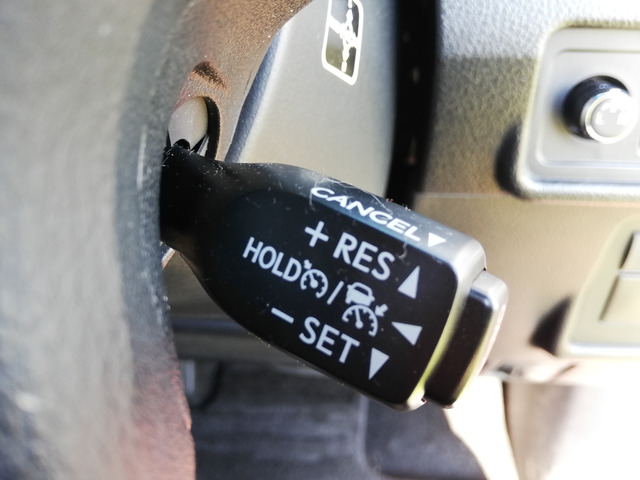 CANCEL▼
+ RES ▲
HOLD / ◀
- SET ▼